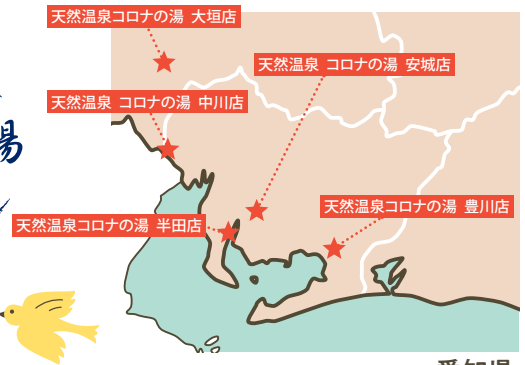 天然温泉コロナの湯 大垣店
天然温泉 コロナの湯 安城店
天然温泉 コロナの湯 中川店
湯
天然温泉コロナの湯 豊川店
天然温泉コロナの湯 半田店